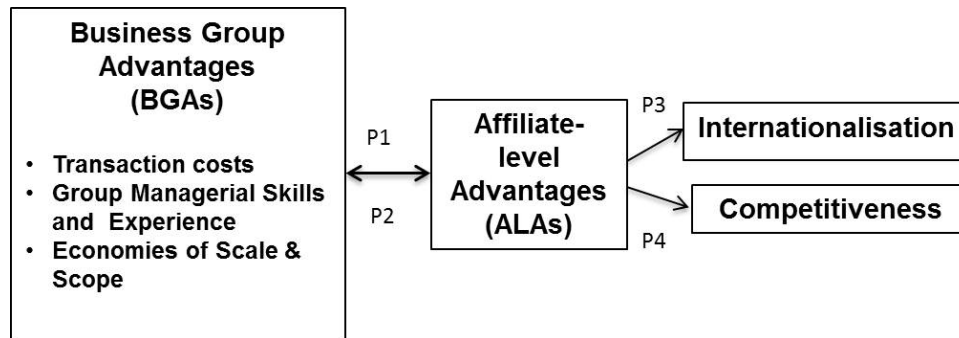 Business Group
Advantages
(BGAs)
• Transaction costs
• Group Managerial Skills
and Experience
• Economies of Scale &
Scope
P1
P2
Affiliate-
level
Advantages
(ALAs)
P3
P4
Internationalisation
Competitiveness